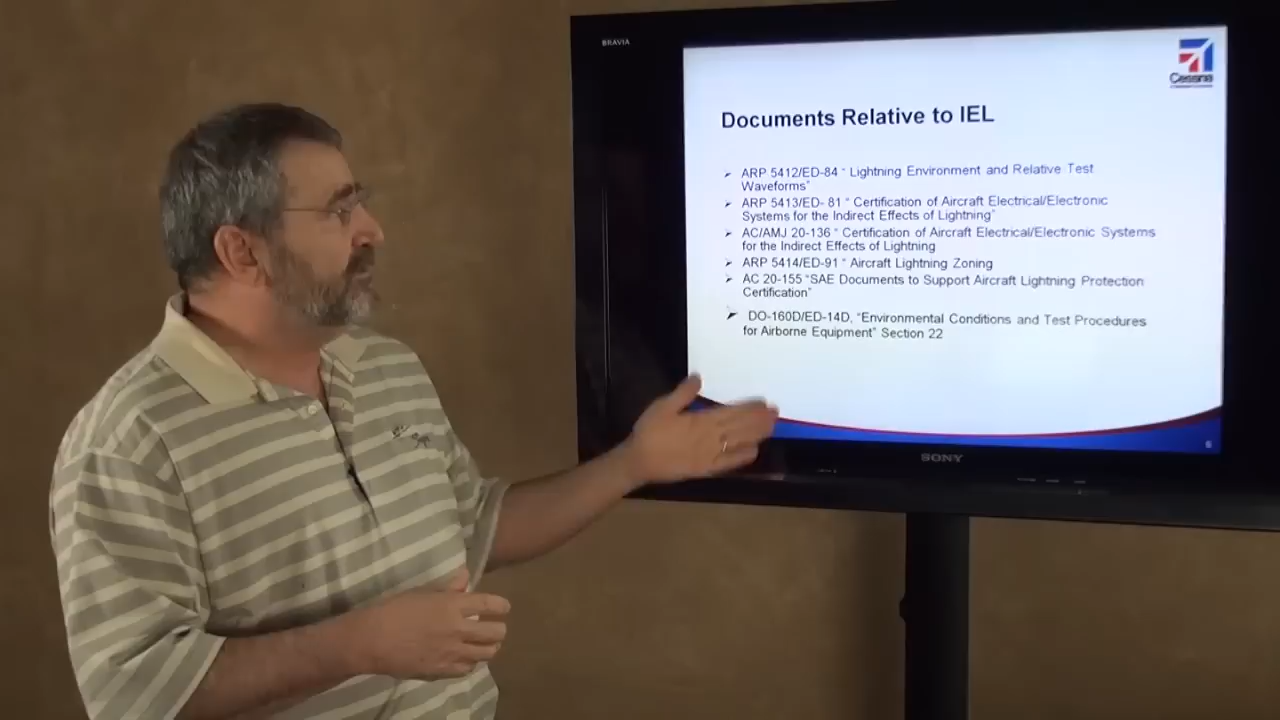 BRAVIA
Cessna
Documents Relative to IEL
ARP 5412/ED-84 “ Lightning Environment and Relative Test
Waveforms”
ARP 5413/ED- 81 “ Certification of Aircraft Electrical/Electronic
Systems for the Indirect Effects of Lightning”
AC/AMJ 20-136 “ Certification of Aircraft Electrical/Electronic Systems
for the Indirect Effects of Lightning
ARP 5414/ED-91 “ Aircraft Lightning Zoning
AC 20-155 “SAE Documents to Support Aircraft Lightning Protection
Certification”
DO-160D/ED-14D, “Environmental Conditions and Test Procedures
for Airborne Equipment” Section 22
6
SONY